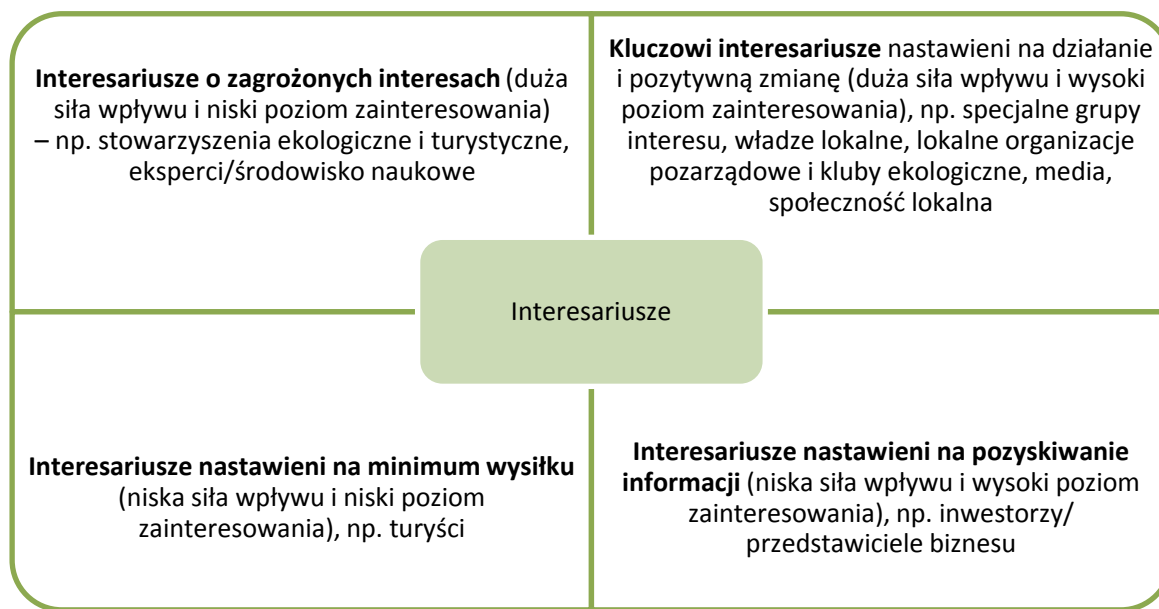 Interesariusze o zagrożonych interesach (duża
siła wpływu i niski poziom zainteresowania)
– np. stowarzyszenia ekologiczne i turystyczne,
eksperci/środowisko naukowe
Kluczowi interesariusze nastawieni na działanie
i pozytywną zmianę (duża siła wpływu i wysoki
poziom zainteresowania), np. specjalne grupy
interesu, władze lokalne, lokalne organizacje
pozarządowe i kluby ekologiczne, media,
społeczność lokalna
Interesariusze
Interesariusze nastawieni na minimum wysiłku
(niska siła wpływu i niski poziom
zainteresowania), np. turyści
Interesariusze nastawieni na pozyskiwanie
informacji (niska siła wpływu i wysoki poziom
zainteresowania), np. inwestorzy/
przedstawiciele biznesu